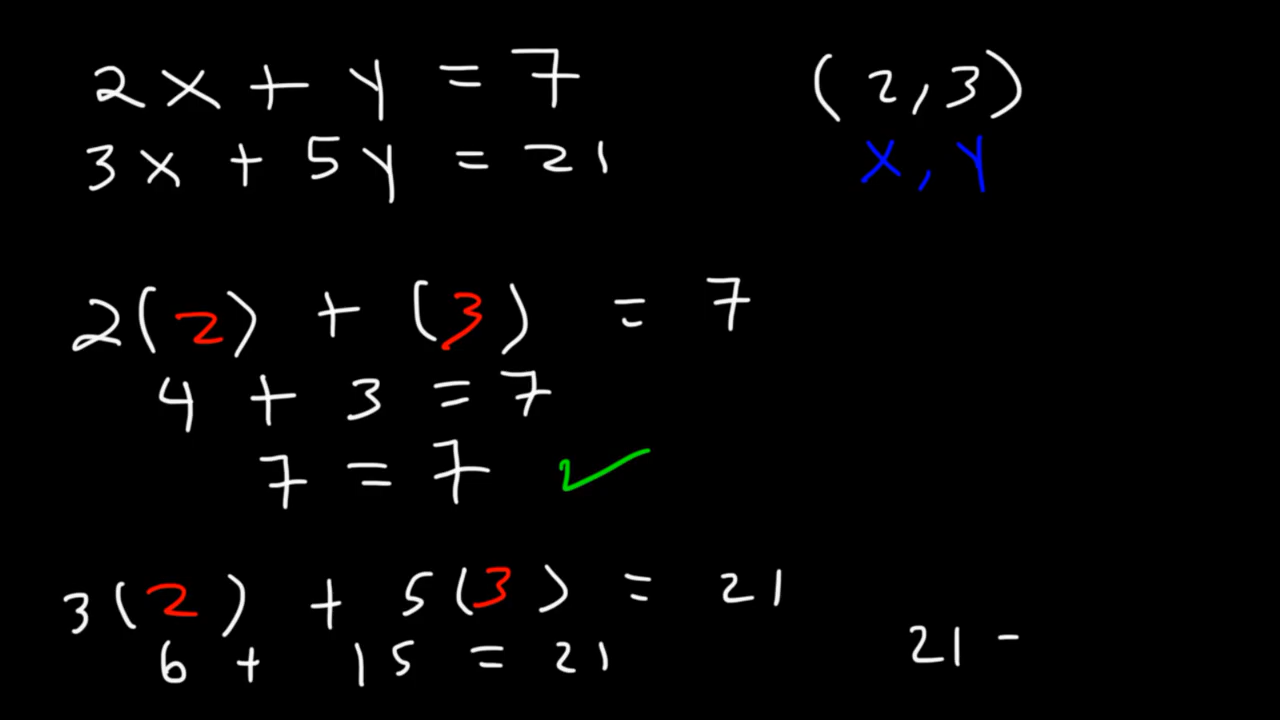 2x + y = 7
(2,3)
3x + 5y = 21
x, y
2(2) + (3) = 7
4 + 3 = 7
7 = 7 ✓
3(2) + 5(3) = 21
6 + 15 = 21
21 -